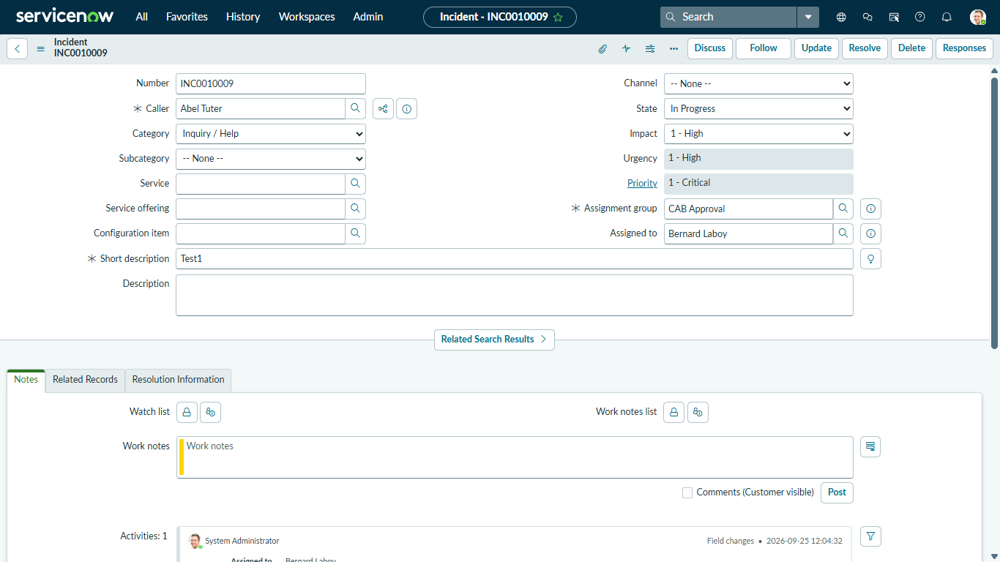 servicenow All Favorites History Workspaces Admin Incident - INC0010009 Search
Incident
INC0010009
Discuss Follow Update Resolve Delete Responses
Number INC0010009
Channel -- None --
Caller Abel Tuter
State In Progress
Category Inquiry / Help
Impact 1 - High
Subcategory -- None --
Urgency 1 - High
Service
Priority 1 - Critical
Service offering
Assignment group CAB Approval
Configuration item
Assigned to Bernard Laboy
Short description Test1
Description
Related Search Results
Notes Related Records Resolution Information
Watch list
Work notes list
Work notes Work notes
Comments (Customer visible) Post
Activities: 1
System Administrator Field changes • 2026-09-25 12:04:32
Assigned to Bernard Laboy